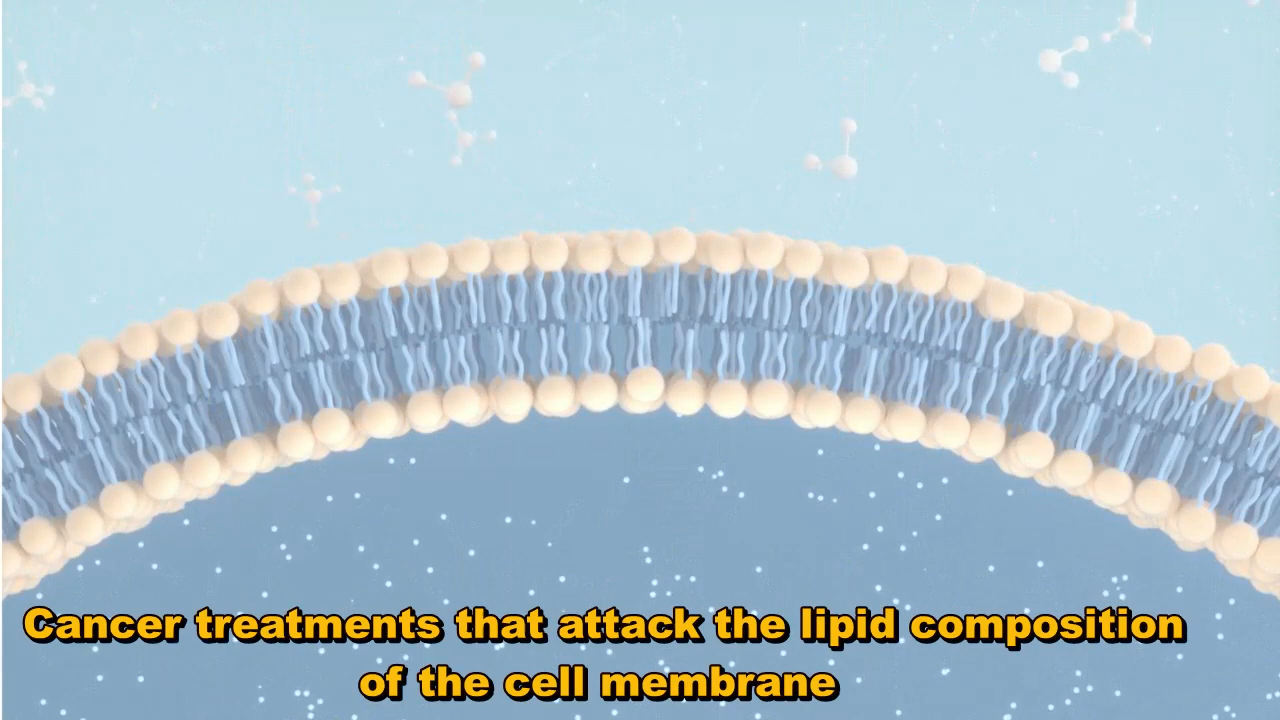 Cancer treatments that attack the lipid composition
of the cell membrane